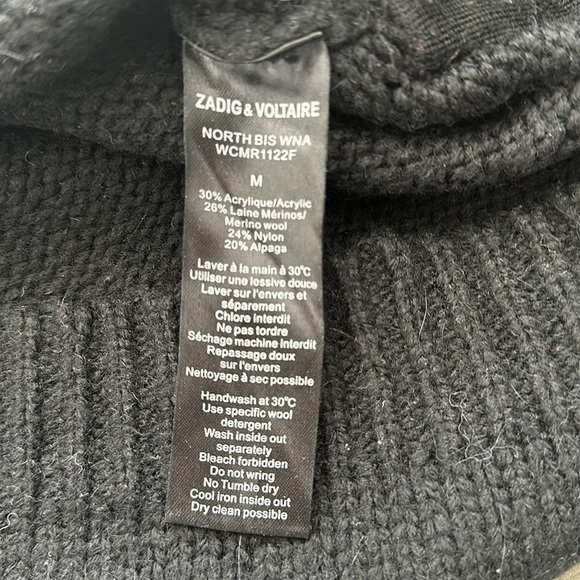 ZADIG & VOLTAIRE
NORTH BIS WNA
WCMR1122F
M
30% Acrylique/Acrylic
26% Laine Mérinos/
Merino wool
24% Nylon
20% Alpaga
Laver à la main à 30°C
Utiliser une lessive douce
Laver sur l'envers et
séparement
Chlore interdit
Ne pas tordre
Séchage machine interdit
Repassage doux
sur l'envers
Nettoyage à sec possible
Handwash at 30°C
Use specific wool
detergent
Wash inside out
separately
Bleach forbidden
Do not wring
No Tumble dry
Cool iron inside out
Dry clean possible